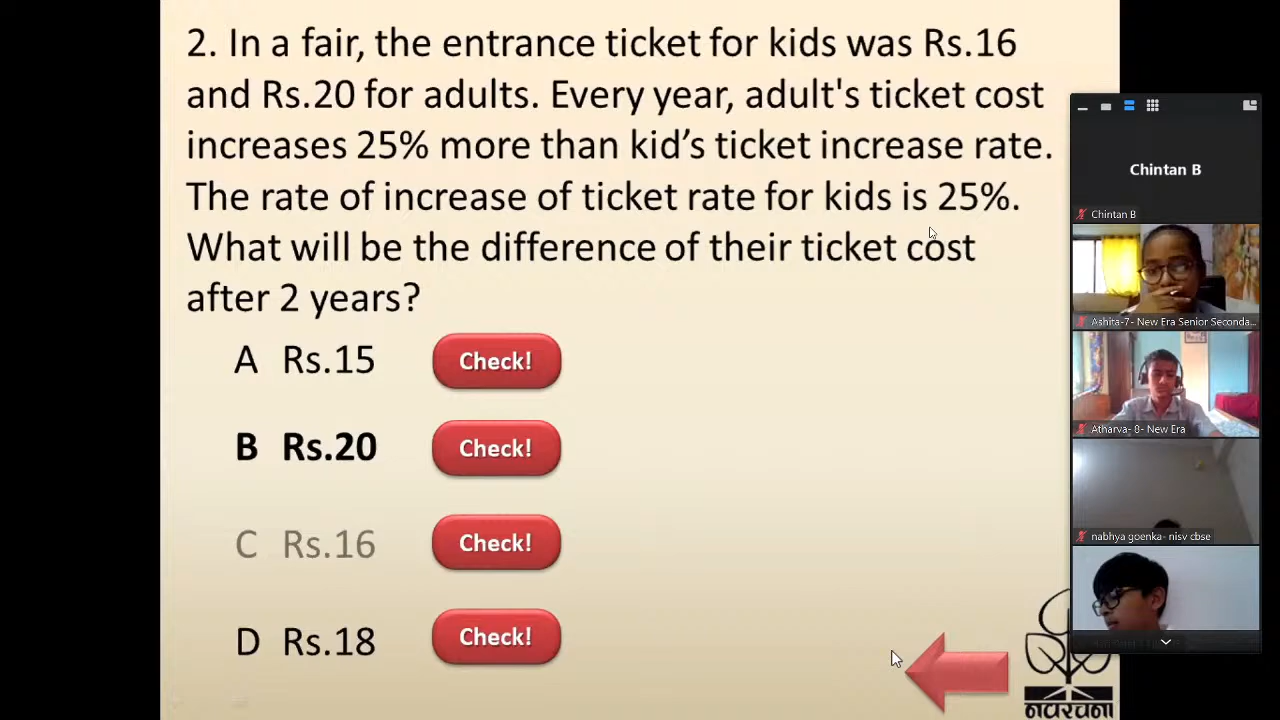 2. In a fair, the entrance ticket for kids was Rs.16
and Rs.20 for adults. Every year, adult's ticket cost
increases 25% more than kid’s ticket increase rate.
The rate of increase of ticket rate for kids is 25%.
What will be the difference of their ticket cost
after 2 years?
A Rs.15 Check!
B Rs.20 Check!
C Rs.16 Check!
D Rs.18 Check!
नवरचना
Chintan B
Chintan B
Ashita-7- New Era Senior Seconda...
Atharva- 8- New Era
nabhya goenka- nisv cbse